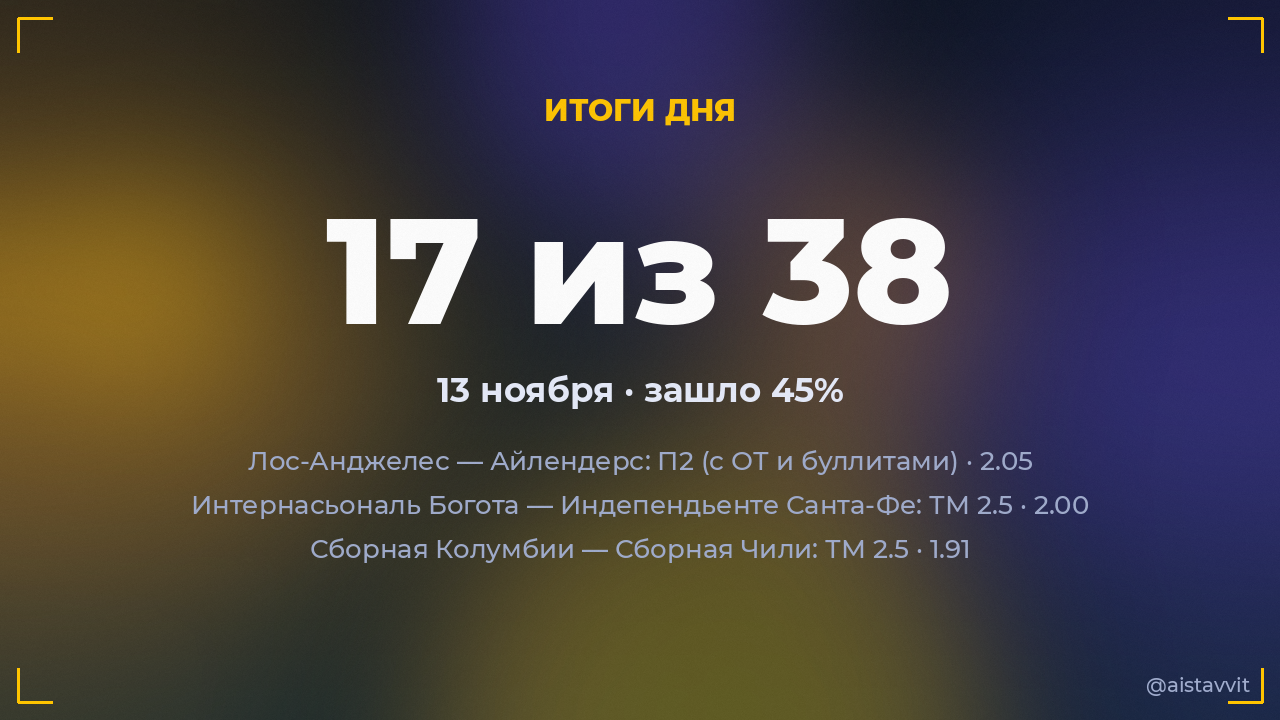 ИТОГИ ДНЯ
17 из 38
13 ноября · зашло 45%
Лос-Анджелес — Айлендерс: П2 (с ОТ и буллитами) · 2.05
Интернасьональ Богота — Индепендьенте Санта-Фе: ТМ 2.5 · 2.00
Сборная Колумбии — Сборная Чили: ТМ 2.5 · 1.91
@aistavvit